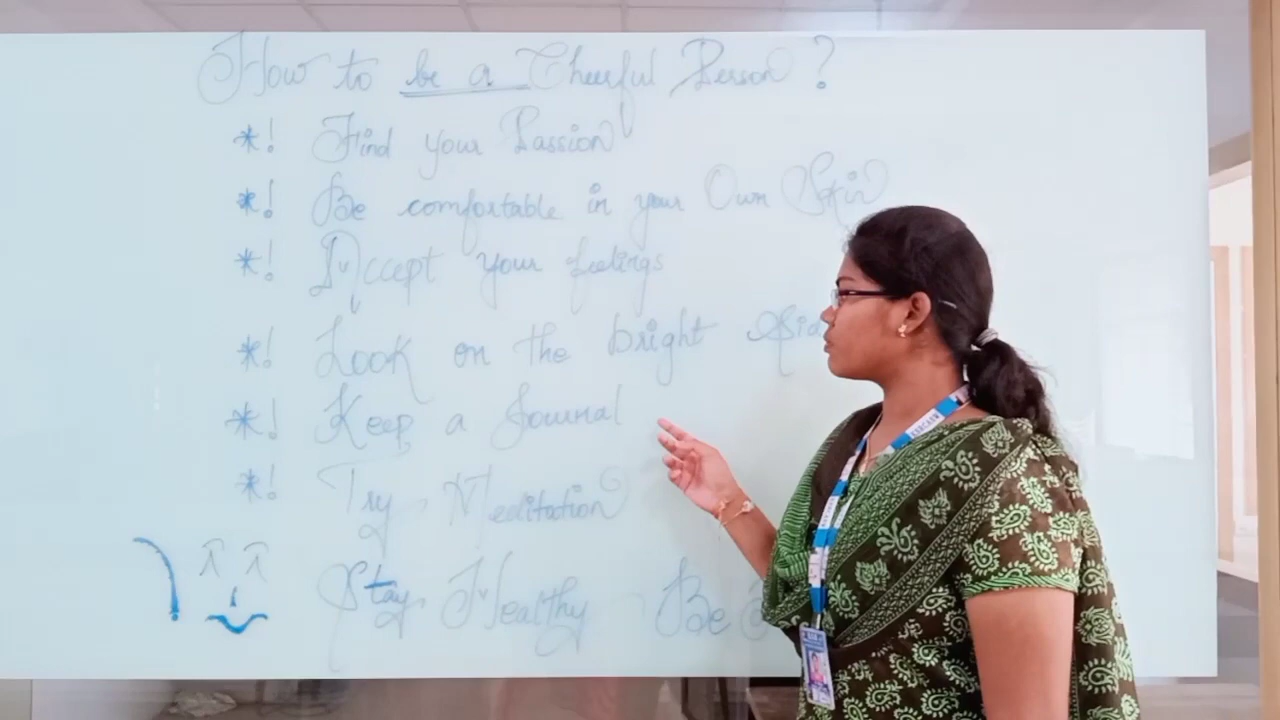 How to be a Cheerful Person?
*! Find your Passion
*! Be comfortable in your Own Skin
*! Accept your feelings
*! Look on the bright Sid
*! Keep a Journal
*! Try Meditation
Stay Healthy Be